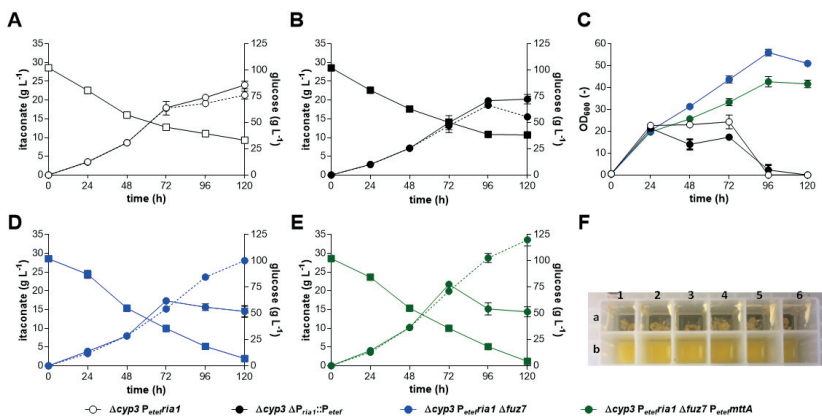 A
B
C
itaconate (g L⁻¹)
35
30
25
20
15
10
5
0
0 24 48 72 96 120
time (h)
125
100
75
50
25
0
glucose (g L⁻¹)
itaconate (g L⁻¹)
35
30
25
20
15
10
5
0
0 24 48 72 96 120
time (h)
125
100
75
50
25
0
glucose (g L⁻¹)
OD₆₀₀ (-)
60
50
40
30
20
10
0
0 24 48 72 96 120
time (h)
D
E
F
itaconate (g L⁻¹)
35
30
25
20
15
10
5
0
0 24 48 72 96 120
time (h)
125
100
75
50
25
0
glucose (g L⁻¹)
itaconate (g L⁻¹)
35
30
25
20
15
10
5
0
0 24 48 72 96 120
time (h)
125
100
75
50
25
0
glucose (g L⁻¹)
1 2 3 4 5 6
a
b
Δcyp3 Pₑₜₑfria1
Δcyp3 ΔPᵣᵢₐ₁::Pₑₜₑf
Δcyp3 Pₑₜₑfria1 Δfuz7
Δcyp3 Pₑₜₑfria1 Δfuz7 PₑₜₑfmttA